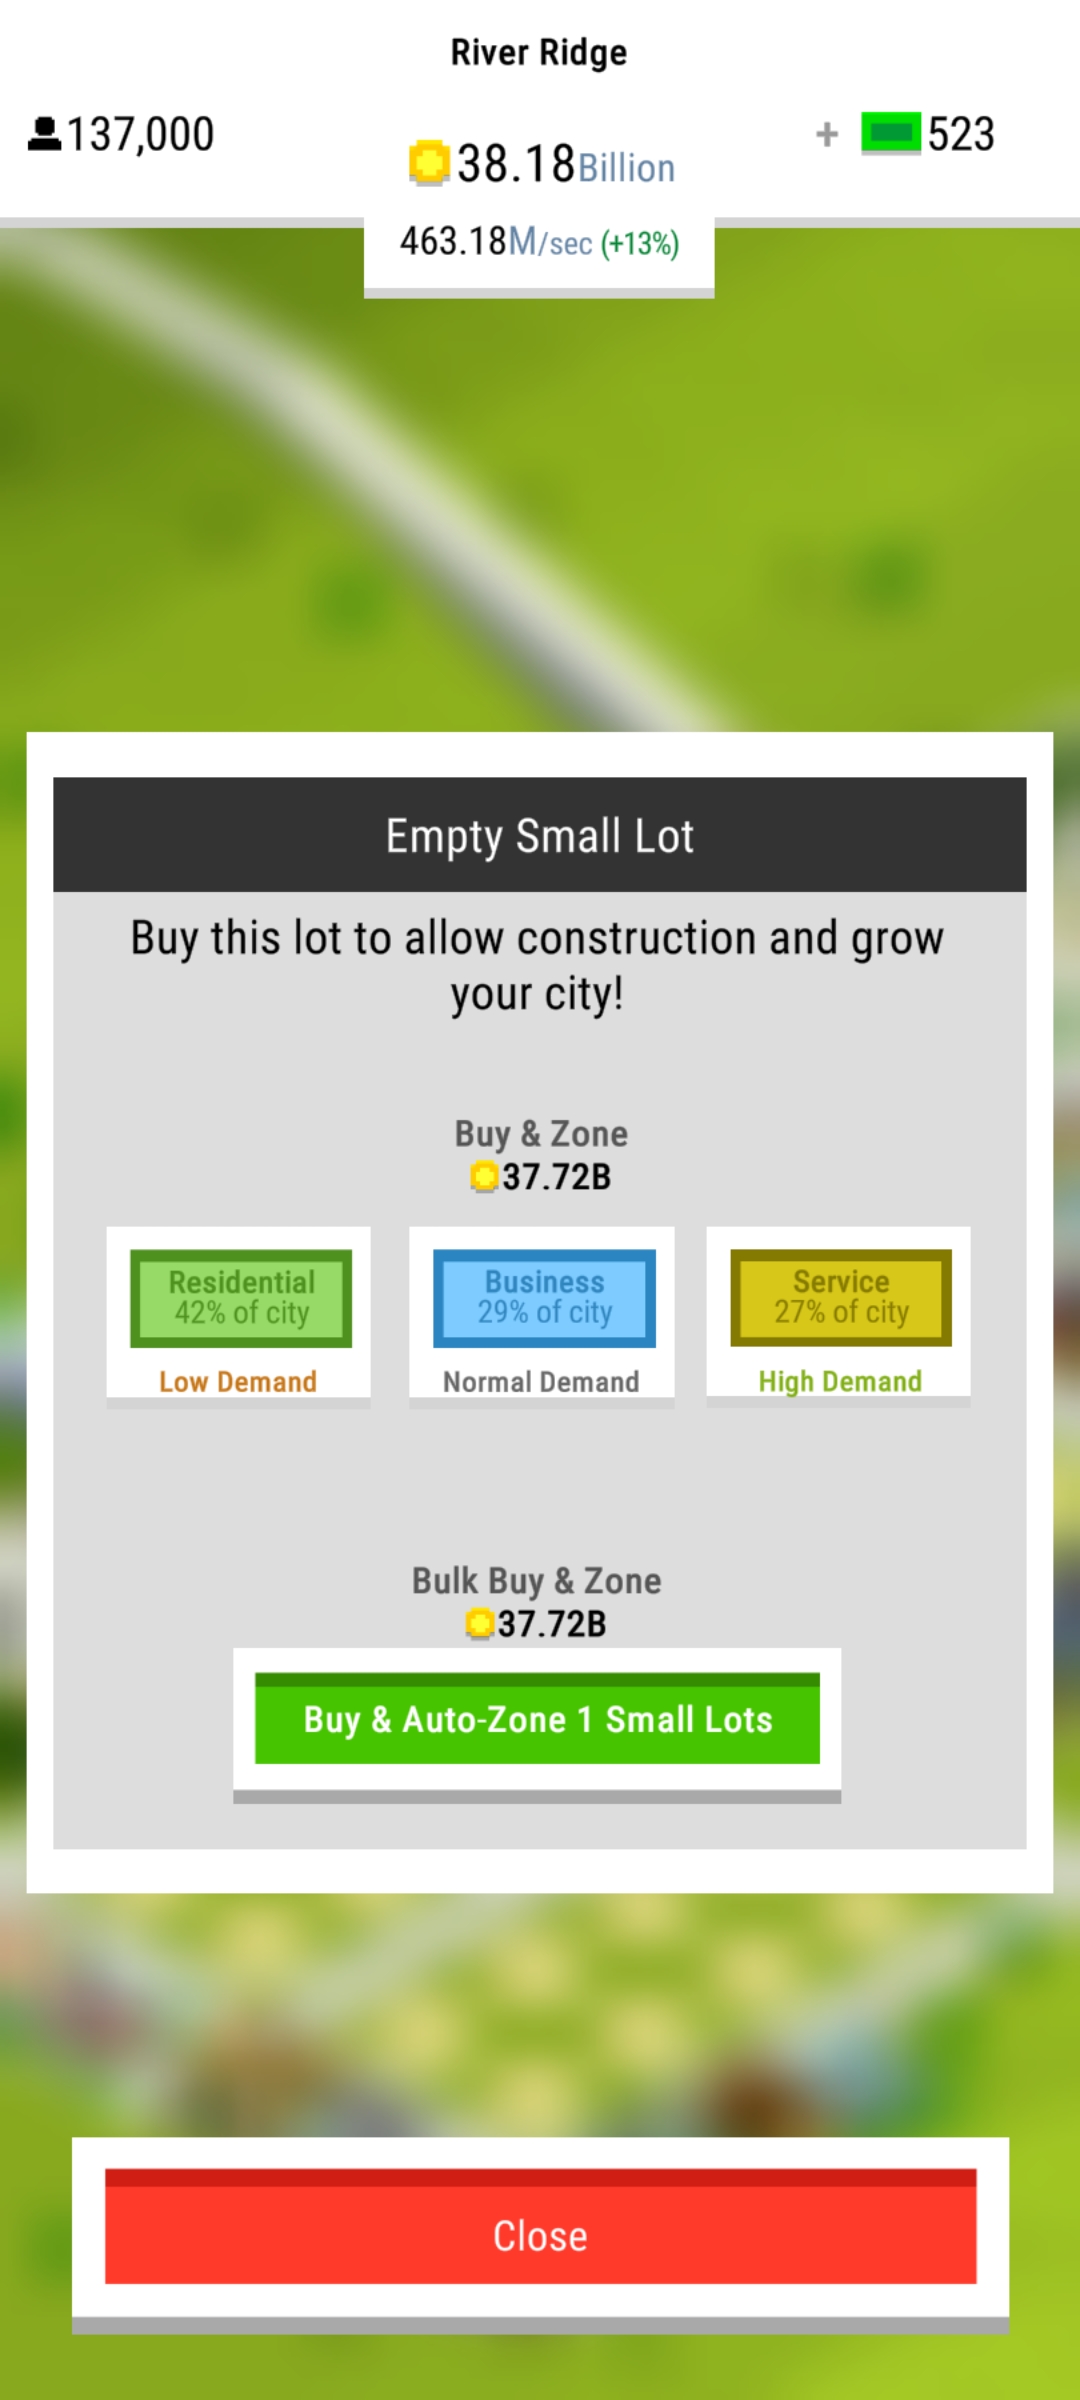 River Ridge
137,000
38.18Billion
+ 523
463.18M/sec (+13%)
Empty Small Lot
Buy this lot to allow construction and grow
your city!
Buy & Zone
37.72B
Residential
42% of city
Low Demand
Business
29% of city
Normal Demand
Service
27% of city
High Demand
Bulk Buy & Zone
37.72B
Buy & Auto-Zone 1 Small Lots
Close